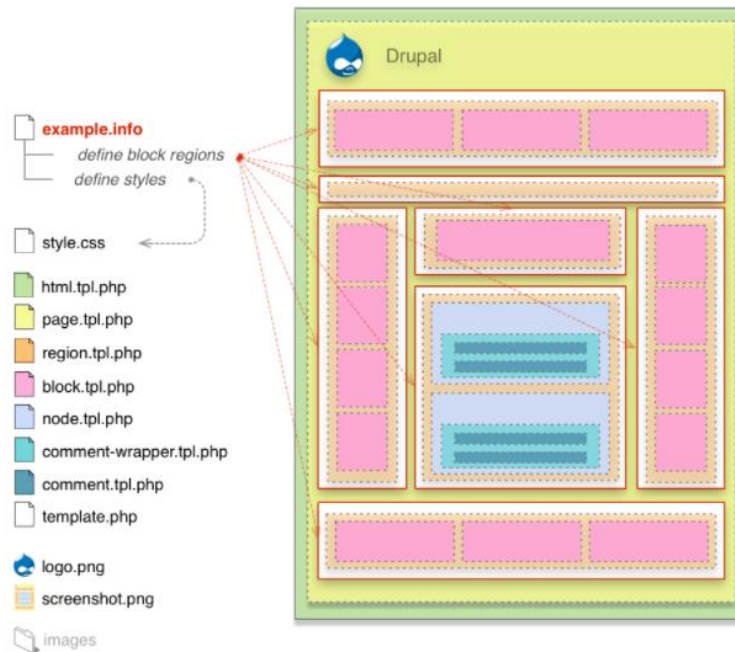 Drupal
example.info
define block regions
define styles
style.css
html.tpl.php
page.tpl.php
region.tpl.php
block.tpl.php
node.tpl.php
comment-wrapper.tpl.php
comment.tpl.php
template.php
logo.png
screenshot.png
images